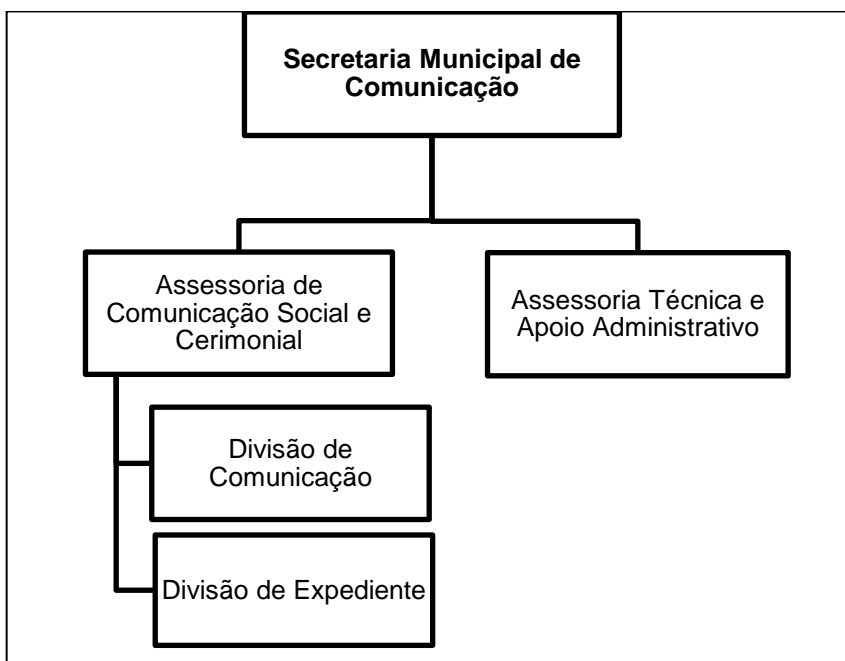 Secretaria Municipal de
Comunicação
Assessoria de
Comunicação Social e
Cerimonial
Assessoria Técnica e
Apoio Administrativo
Divisão de
Comunicação
Divisão de Expediente